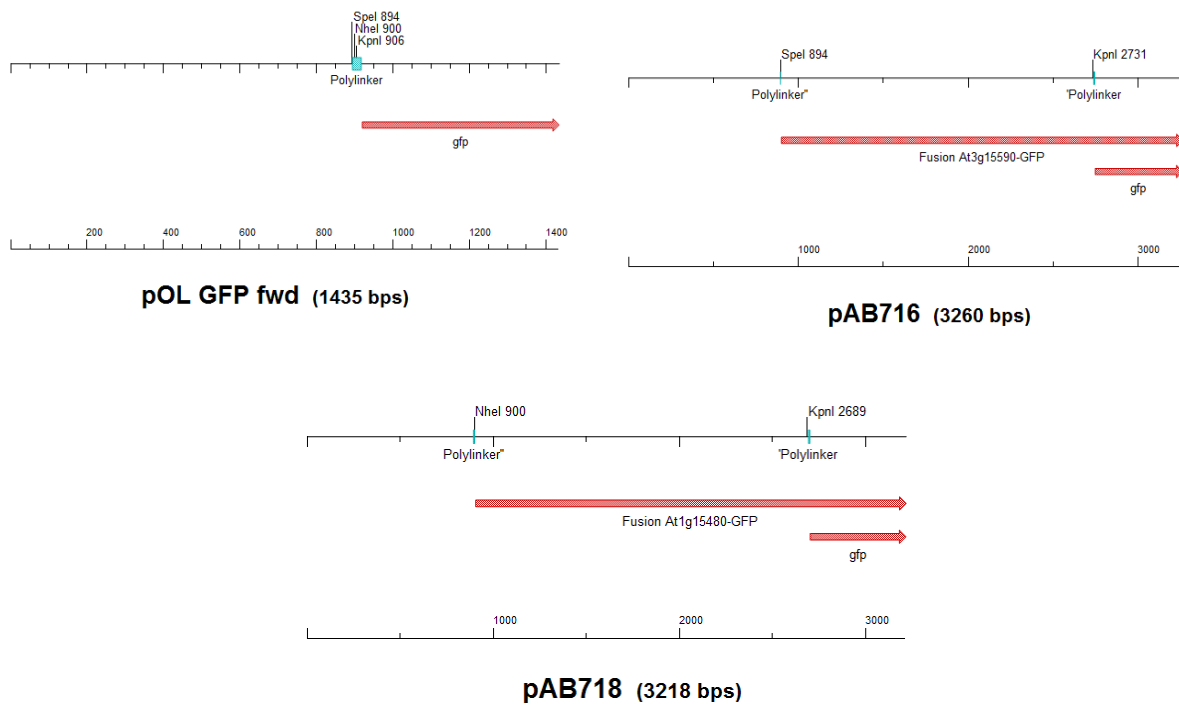 SpeI 894
NheI 900
KpnI 906
Polylinker
gfp
200 400 600 800 1000 1200 1400
pOL GFP fwd (1435 bps)
SpeI 894
KpnI 2731
Polylinker"
'Polylinker
Fusion At3g15590-GFP
gfp
1000 2000 3000
pAB716 (3260 bps)
NheI 900
KpnI 2689
Polylinker"
'Polylinker
Fusion At1g15480-GFP
gfp
1000 2000 3000
pAB718 (3218 bps)